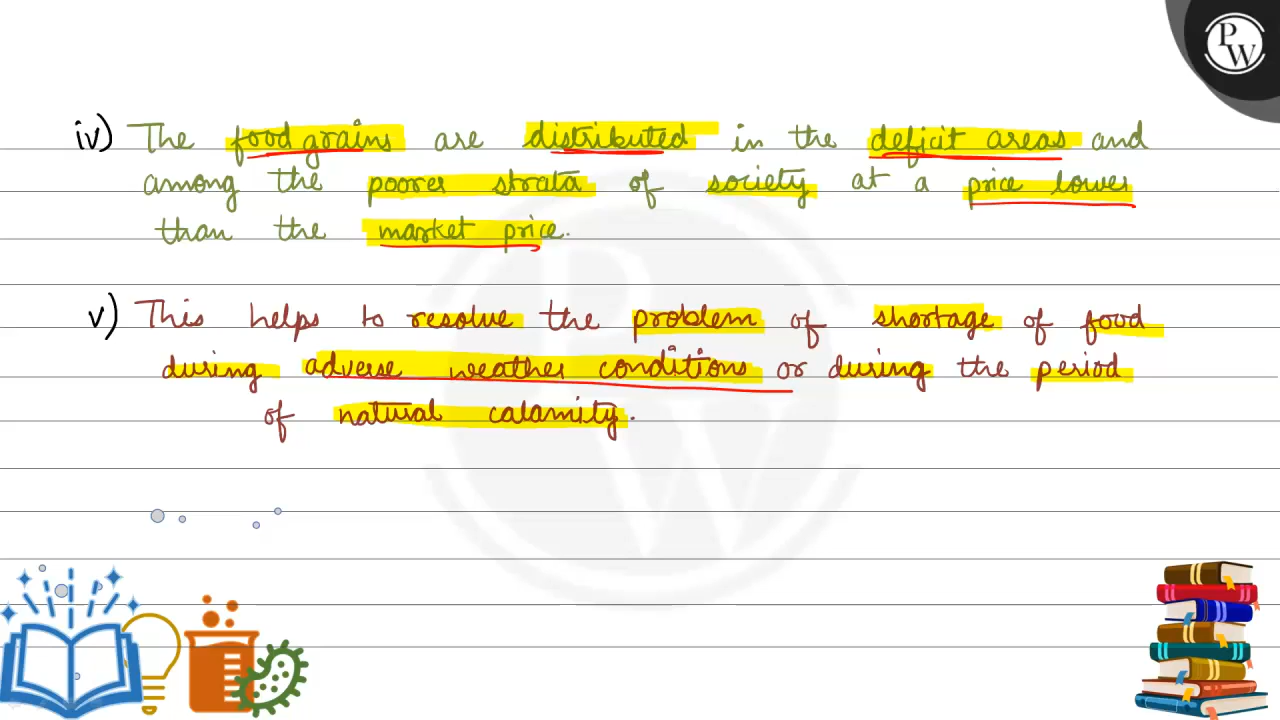 PW
iv) The food grains are distributed in the deficit areas and
among the poorer strata of society at a price lower
than the market price.
v) This helps to resolve the problem of shortage of food
during adverse weather conditions or during the period
of natural calamity.
PW